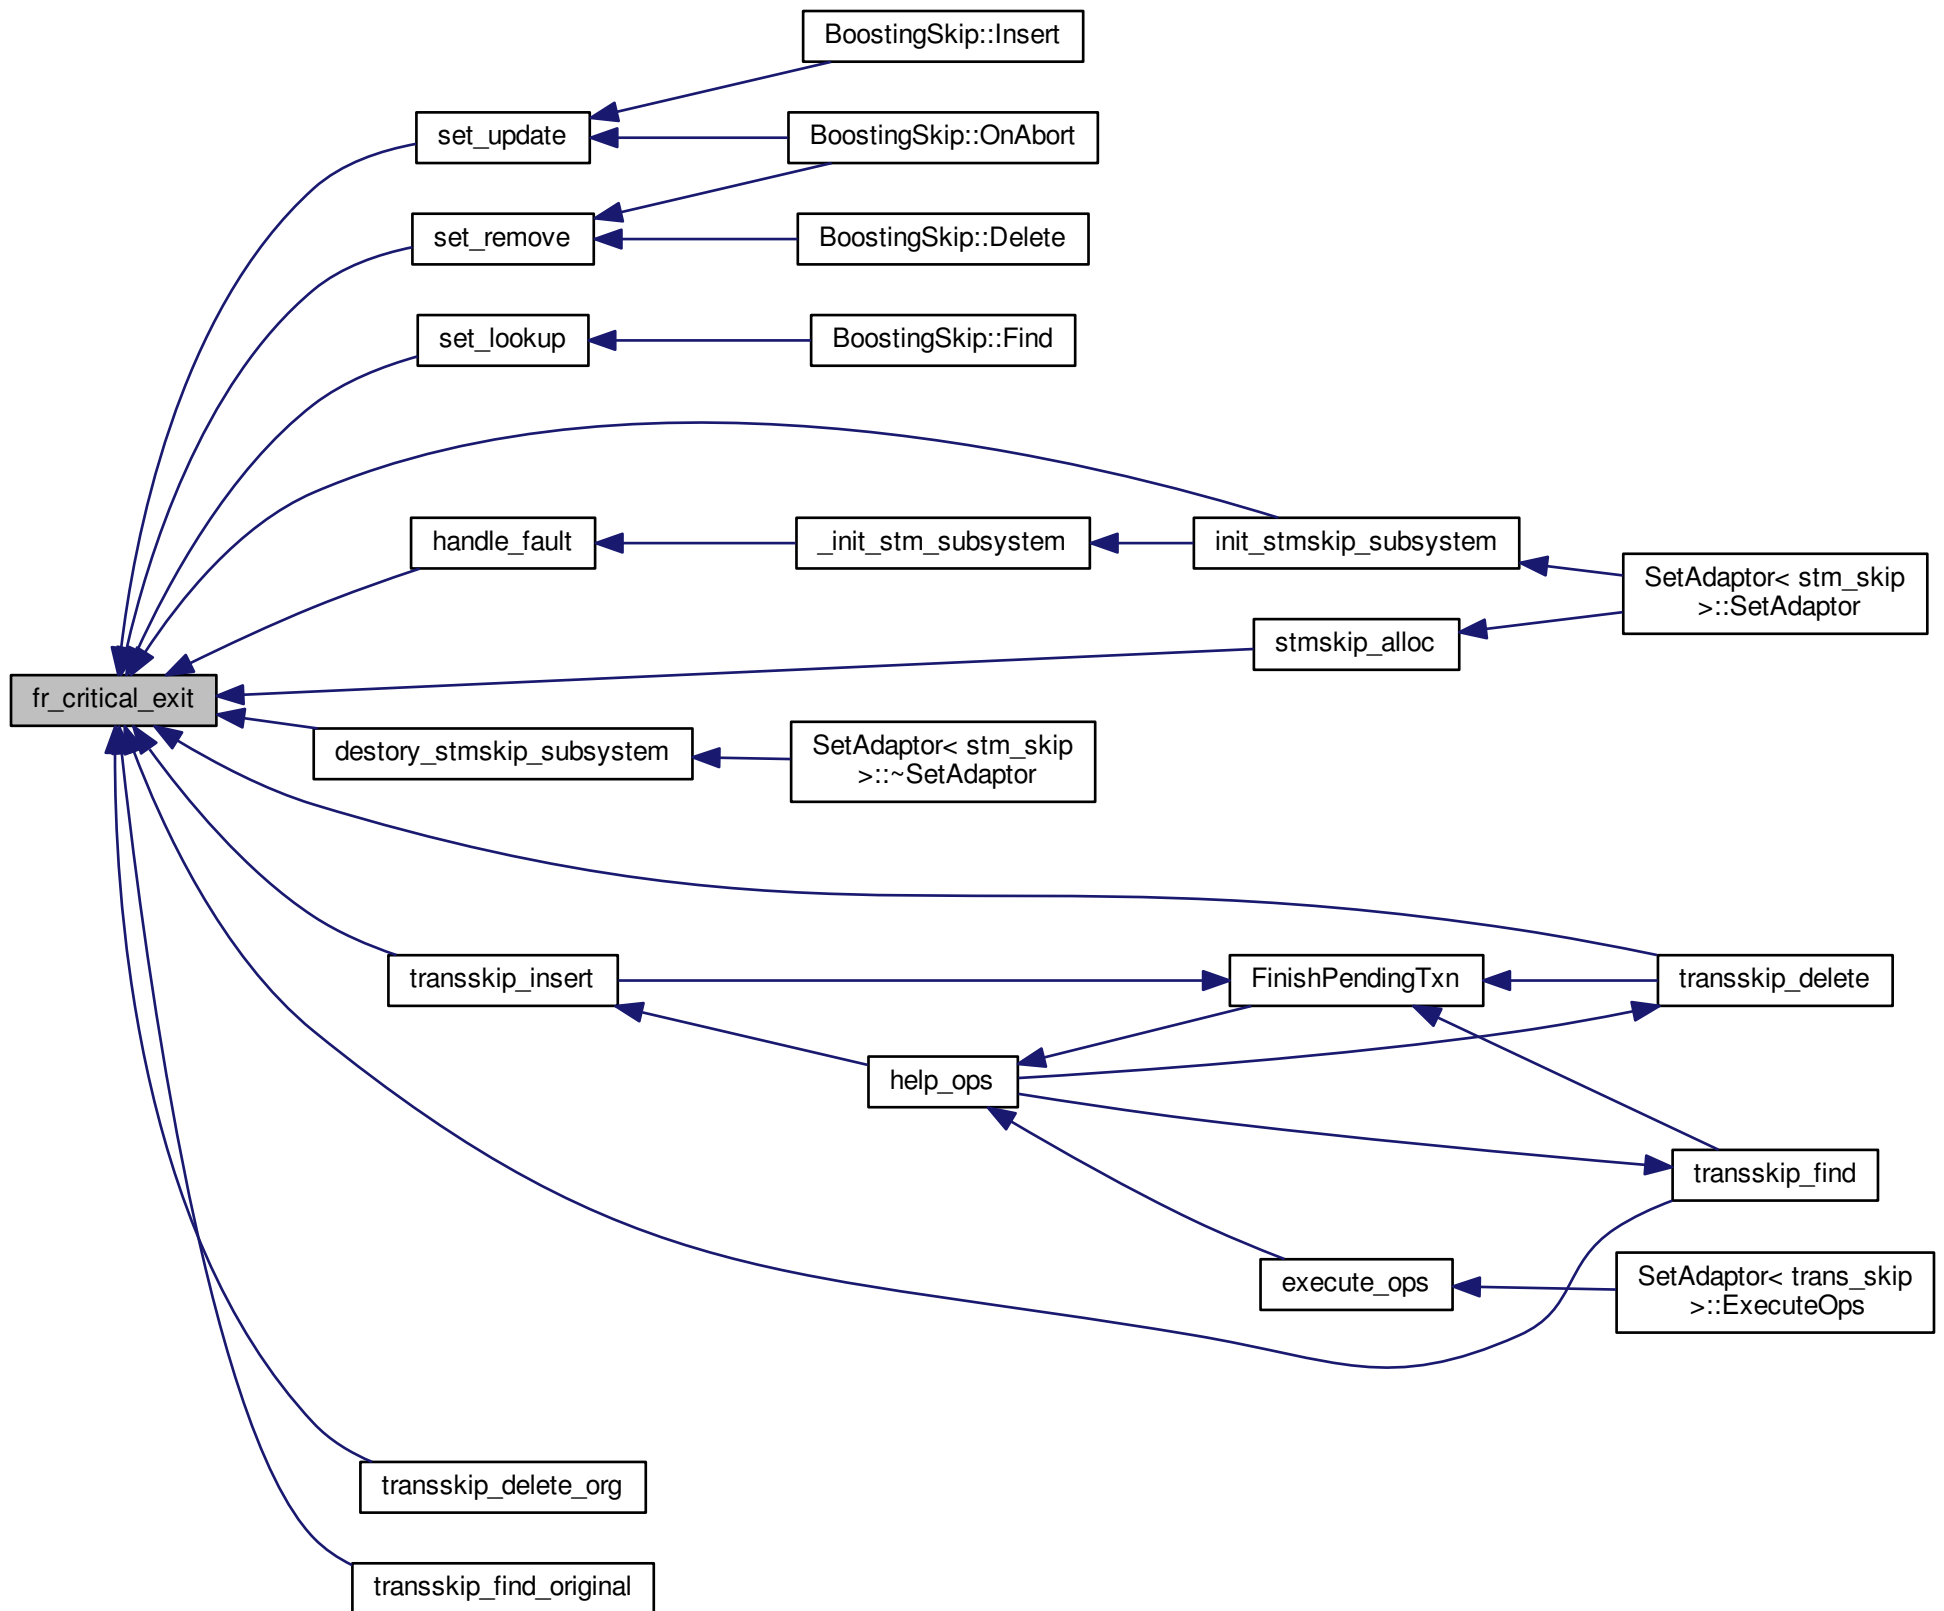 BoostingSkip::Insert
set_update
BoostingSkip::OnAbort
set_remove
BoostingSkip::Delete
set_lookup
BoostingSkip::Find
handle_fault
_init_stm_subsystem
init_stmskip_subsystem
SetAdaptor< stm_skip
>::SetAdaptor
stmskip_alloc
fr_critical_exit
destory_stmskip_subsystem
SetAdaptor< stm_skip
>::~SetAdaptor
transskip_insert
FinishPendingTxn
transskip_delete
help_ops
transskip_find
execute_ops
SetAdaptor< trans_skip
>::ExecuteOps
transskip_delete_org
transskip_find_original